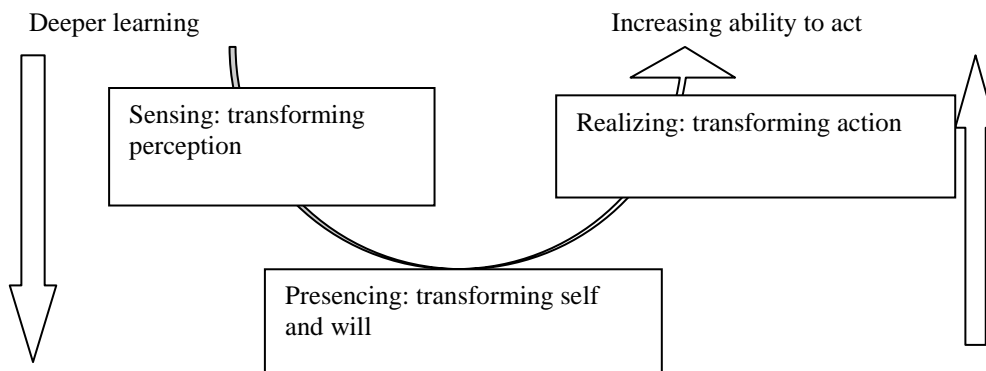 Deeper learning
Increasing ability to act
Sensing: transforming
perception
Realizing: transforming action
Presencing: transforming self
and will